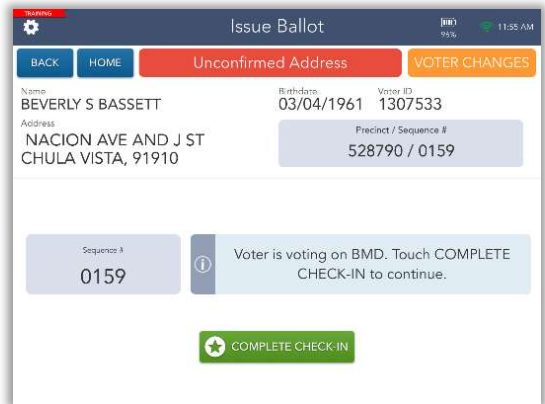 TRAINING
Issue Ballot
93%
11:55 AM
BACK
HOME
Unconfirmed Address
VOTER CHANGES
Name
BEVERLY S BASSETT
Birthdate
03/04/1961
Voter ID
1307533
Address
NACION AVE AND J ST
CHULA VISTA, 91910
Precinct / Sequence #
528790 / 0159
Sequence #
0159
Voter is voting on BMD. Touch COMPLETE
CHECK-IN to continue.
COMPLETE CHECK-IN